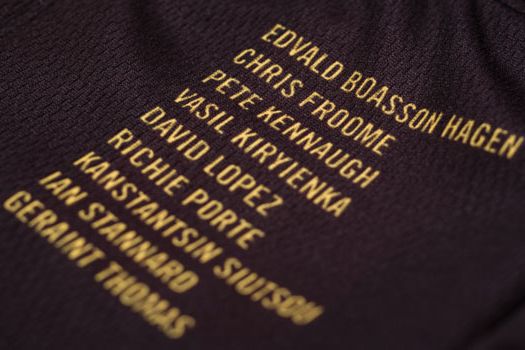 EDVALD BOASSON HAGEN
CHRIS FROOME
PETE KENNAUGH
VASIL KIRYIENKA
DAVID LOPEZ
RICHIE PORTE
KANSTANTSIN SIUTSOU
IAN STANNARD
GERAINT THOMAS